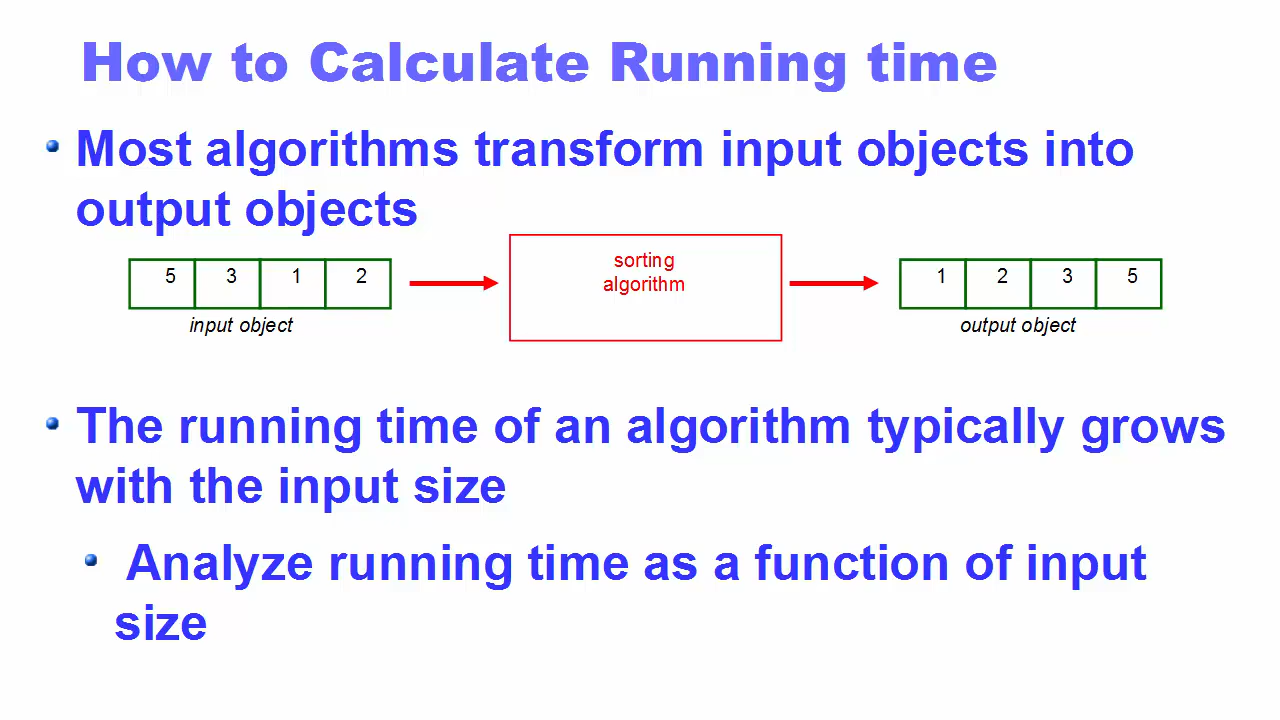 How to Calculate Running time
• Most algorithms transform input objects into
output objects
sorting
algorithm
5 3 1 2
1 2 3 5
input object
output object
• The running time of an algorithm typically grows
with the input size
• Analyze running time as a function of input
size